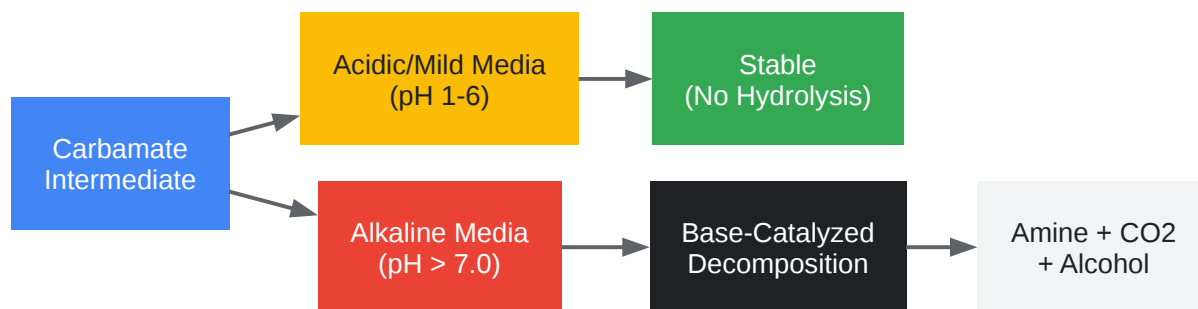 Carbamate
Intermediate
Acidic/Mild Media
(pH 1-6)
Stable
(No Hydrolysis)
Alkaline Media
(pH > 7.0)
Base-Catalyzed
Decomposition
Amine + CO2
+ Alcohol